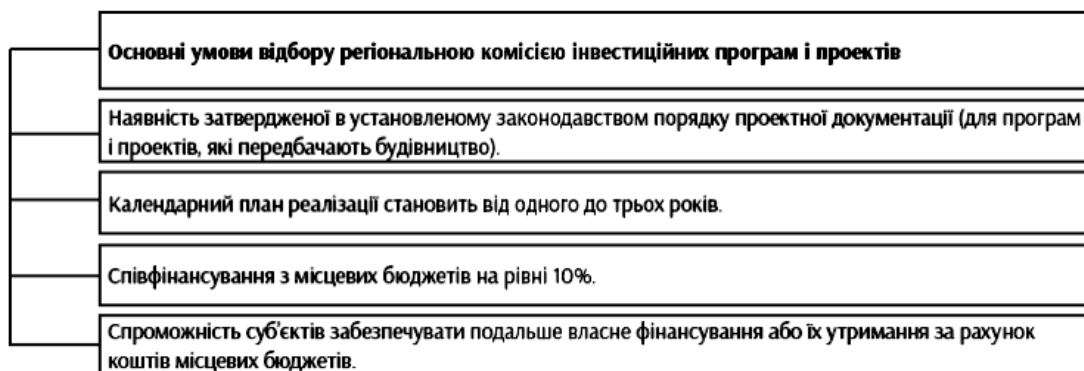 Основні умови відбору регіональною комісією інвестиційних програм і проектів
Наявність затвердженої в установленому законодавством порядку проектної документації (для програм
і проектів, які передбачають будівництво).
Календарний план реалізації становить від одного до трьох років.
Співфінансування з місцевих бюджетів на рівні 10%.
Спроможність суб'єктів забезпечувати подальше власне фінансування або їх утримання за рахунок
коштів місцевих бюджетів.